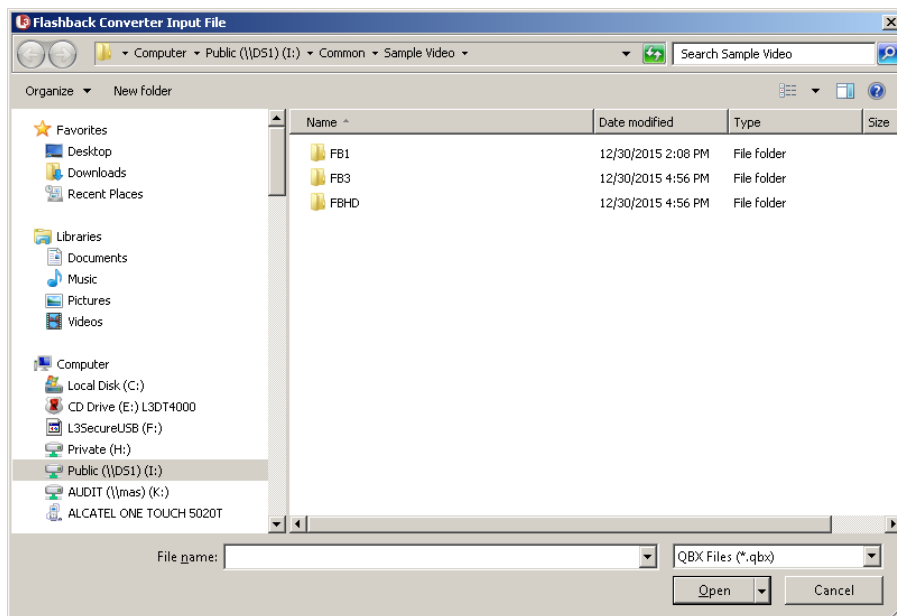 Flashback Converter Input File
Computer Public (\\DS1) (I:) Common Sample Video Search Sample Video
Organize New folder
Name Date modified Type Size
Favorites
Desktop
Downloads
Recent Places
Libraries
Documents
Music
Pictures
Videos
Computer
Local Disk (C:)
CD Drive (E:) L3DT4000
L3SecureUSB (F:)
Private (H:)
Public (\\DS1) (I:)
AUDIT (\\mas) (K:)
ALCATEL ONE TOUCH 5020T
FB1 12/30/2015 2:08 PM File folder
FB3 12/30/2015 4:56 PM File folder
FBHD 12/30/2015 4:56 PM File folder
File name: QBX Files (*.qbx)
Open Cancel